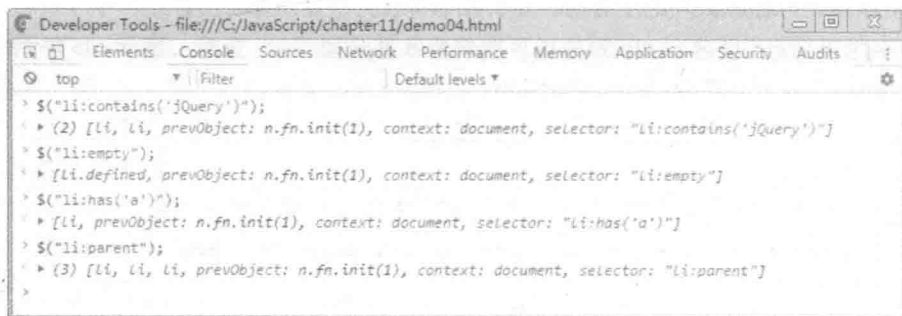 Developer Tools - file:///C:/JavaScript/chapter11/demo04.html
Elements Console Sources Network Performance Memory Application Security Audits
top ▼ Filter Default levels ▼
> $("li:contains('jQuery')");
▶ (2) [li, li, prevObject: n.fn.init(1), context: document, selector: "li:contains('jQuery')"]
> $("li:empty");
▶ [li.defined, prevObject: n.fn.init(1), context: document, selector: "li:empty"]
> $("li:has('a')");
▶ [li, prevObject: n.fn.init(1), context: document, selector: "li:has('a')"]
> $("li:parent");
▶ (3) [li, li, li, prevObject: n.fn.init(1), context: document, selector: "li:parent"]
>